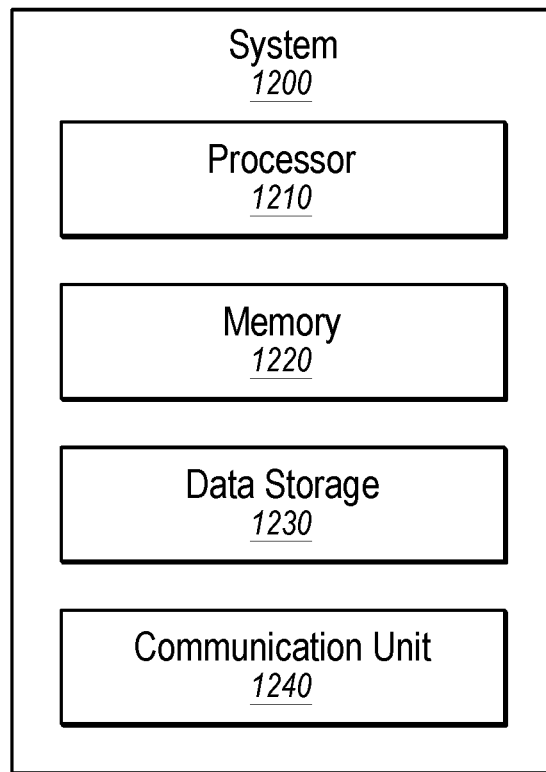 System
1200
Processor
1210
Memory
1220
Data Storage
1230
Communication Unit
1240